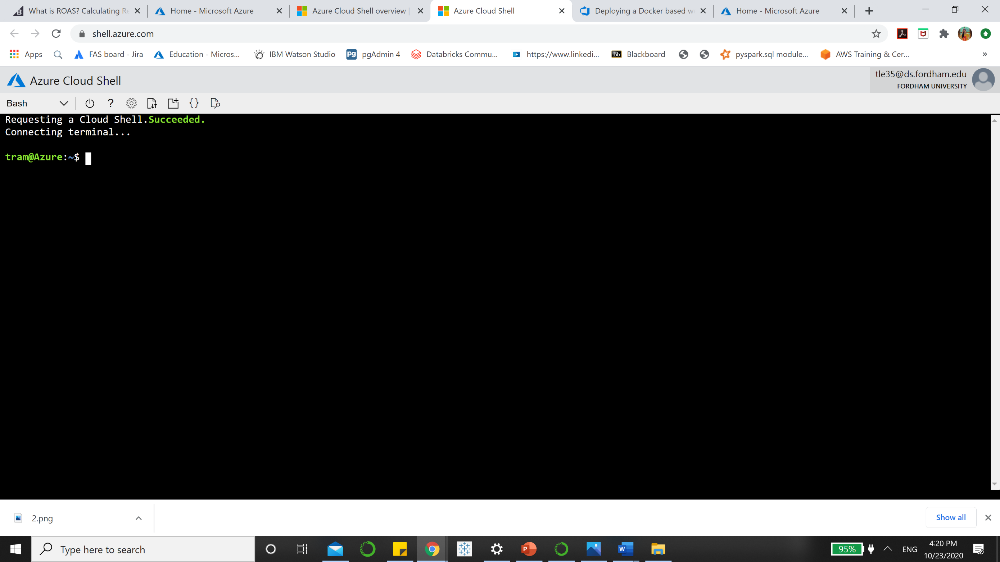 What is ROAS? Calculating Re
Home - Microsoft Azure
Azure Cloud Shell overview |
Azure Cloud Shell
Deploying a Docker based w
Home - Microsoft Azure
shell.azure.com
Apps
FAS board - Jira
Education - Micros...
IBM Watson Studio
pgAdmin 4
Databricks Commu...
https://www.linkedi...
Bb
Blackboard
pyspark.sql module...
AWS Training & Cer...
»
Azure Cloud Shell
tle35@ds.fordham.edu
FORDHAM UNIVERSITY
Bash
?
{}
Requesting a Cloud Shell.Succeeded.
Connecting terminal...
tram@Azure:~$
2.png
Show all
Type here to search
95%
ENG
4:20 PM
10/23/2020